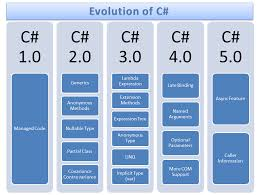 Evolution of C#
C#
1.0
Managed Code
C#
2.0
Generics
Anonymous
Methods
Nullable Type
Partial Class
Covariance
Contravariance
C#
3.0
Lambda
Expression
Extension
Methods
Expression Tree
Anonymous
Type
LINQ
Implicit Type
(var)
C#
4.0
Late Binding
Named
Arguments
Optional
Parameters
More COM
Support
C#
5.0
Async Feature
Caller
Information